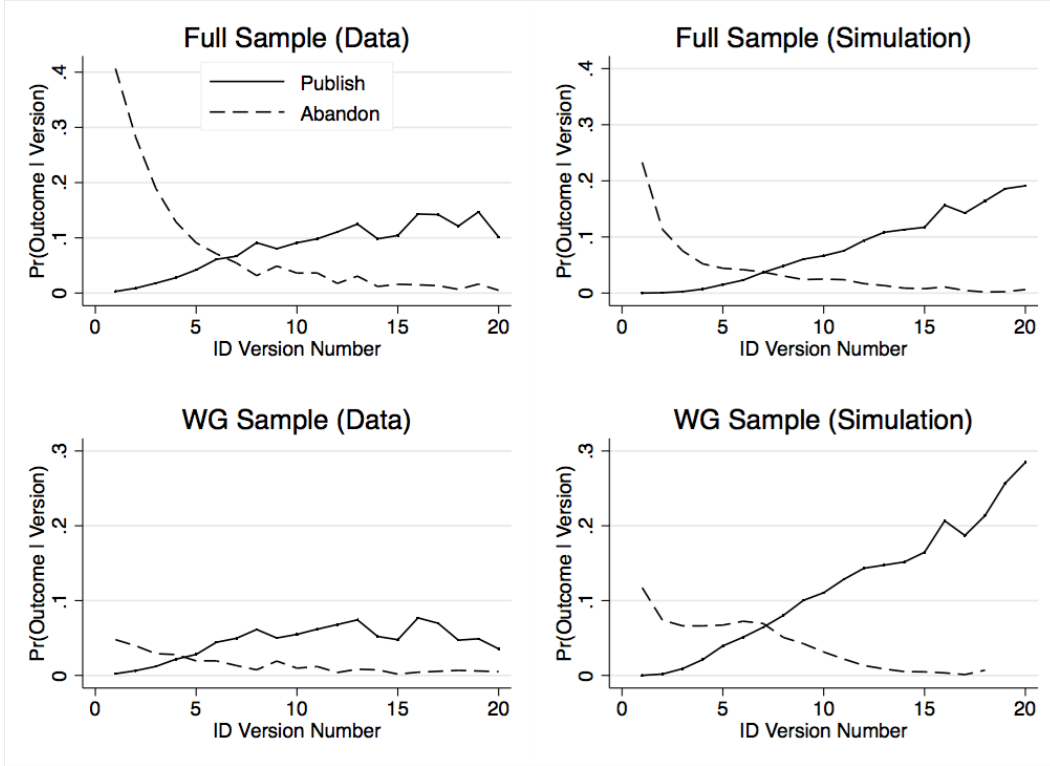 Full Sample (Data)
Pr(Outcome | Version)
.4
.3
.2
.1
0
Publish
Abandon
0 5 10 15 20
ID Version Number
Full Sample (Simulation)
Pr(Outcome | Version)
.4
.3
.2
.1
0
0 5 10 15 20
ID Version Number
WG Sample (Data)
Pr(Outcome | Version)
.3
.2
.1
0
0 5 10 15 20
ID Version Number
WG Sample (Simulation)
Pr(Outcome | Version)
.3
.2
.1
0
0 5 10 15 20
ID Version Number